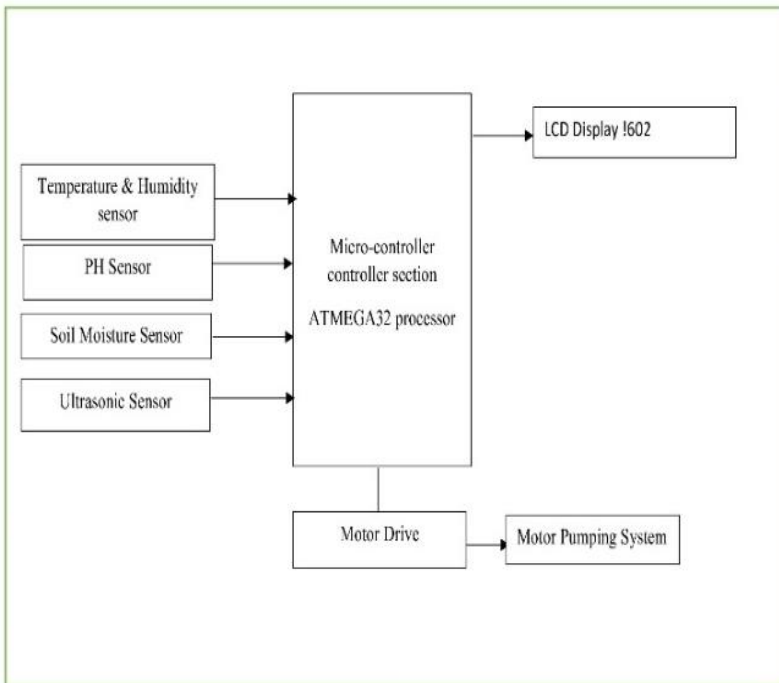 LCD Display !602
Temperature & Humidity
sensor
PH Sensor
Soil Moisture Sensor
Ultrasonic Sensor
Micro-controller
controller section
ATMEGA32 processor
Motor Drive
Motor Pumping System